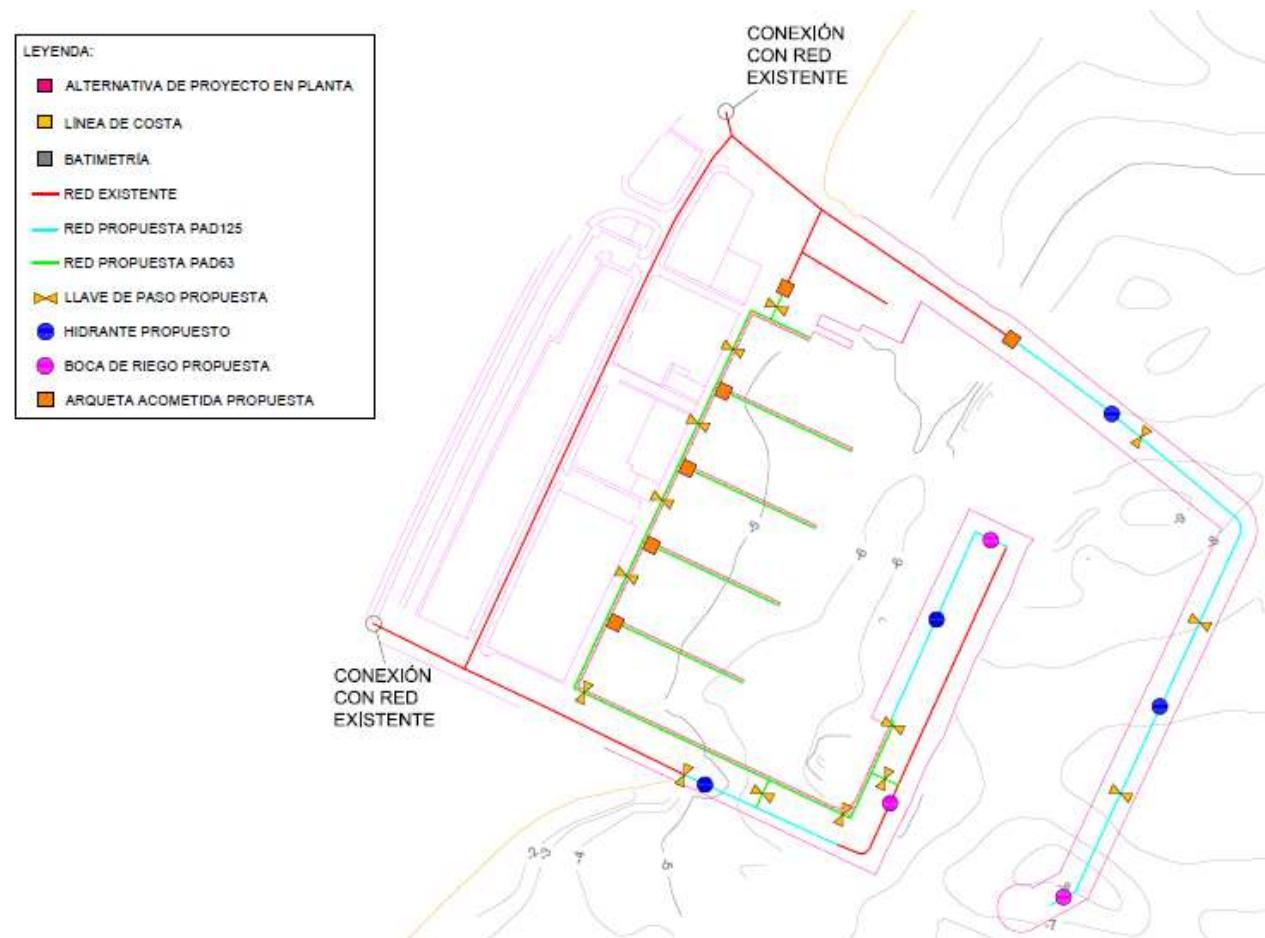 LEYENDA:
ALTERNATIVA DE PROYECTO EN PLANTA
LÍNEA DE COSTA
BATIMETRÍA
RED EXISTENTE
RED PROPUESTA PAD125
RED PROPUESTA PAD63
LLAVE DE PASO PROPUESTA
HIDRANTE PROPUESTO
BOCA DE RIEGO PROPUESTA
ARQUETA ACOMETIDA PROPUESTA
CONEXIÓN
CON RED
EXISTENTE
CONEXIÓN
CON RED
EXISTENTE
-5
-6
-6
-2
-3
-4
-5
-7